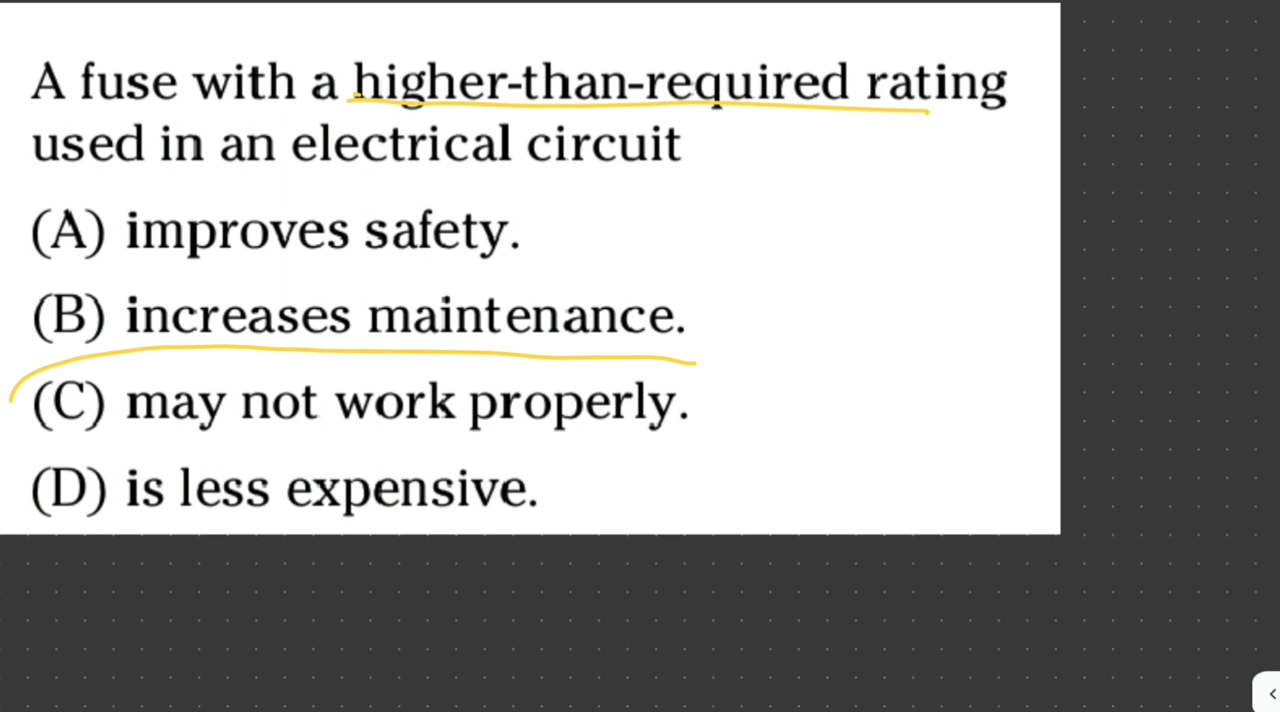 A fuse with a higher-than-required rating
used in an electrical circuit
(A) improves safety.
(B) increases maintenance.
(C) may not work properly.
(D) is less expensive.